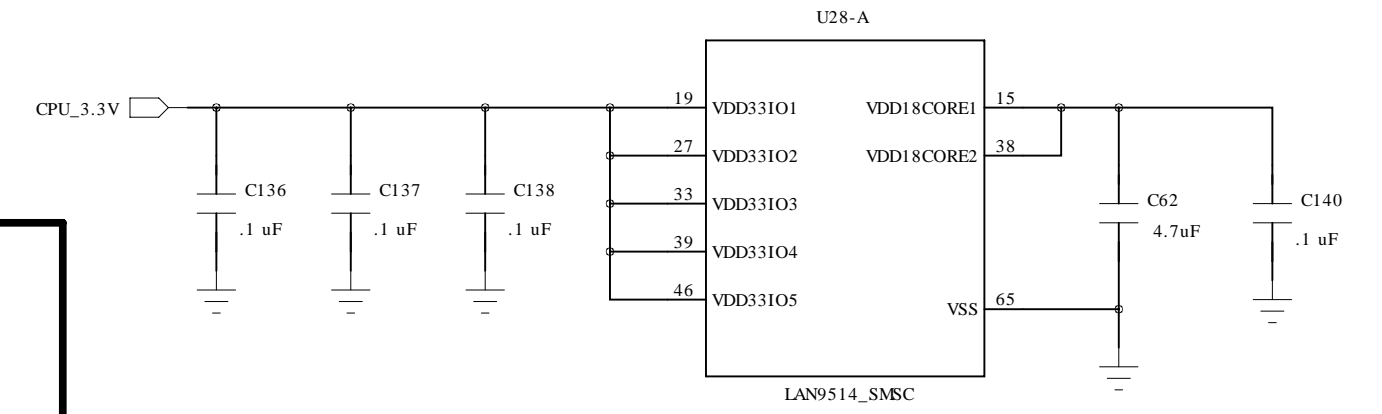 U28-A
CPU_3.3V
19 VDD33IO1 VDD18CORE1 15
27 VDD33IO2 VDD18CORE2 38
C136 C137 C138 33 VDD33IO3 C62 C140
.1 uF .1 uF .1 uF 4.7uF .1 uF
39 VDD33IO4
46 VDD33IO5 VSS 65
LAN9514_SMSC